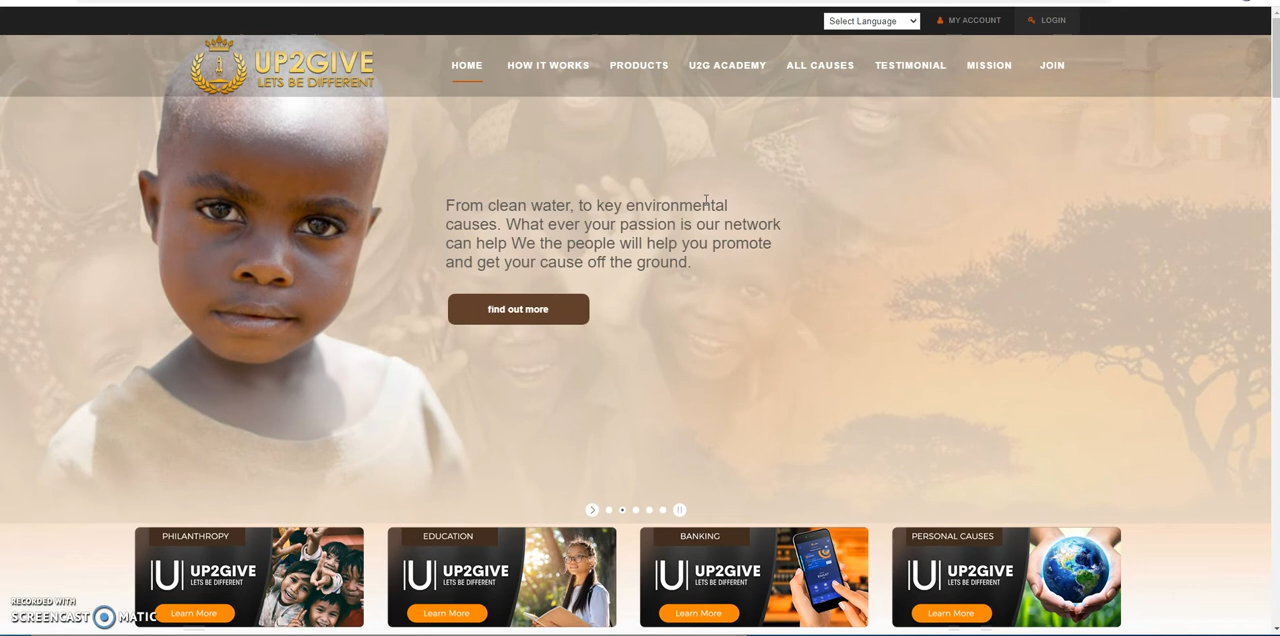 Select Language
MY ACCOUNT
LOGIN
UP2GIVE
LETS BE DIFFERENT
HOME
HOW IT WORKS
PRODUCTS
U2G ACADEMY
ALL CAUSES
TESTIMONIAL
MISSION
JOIN
From clean water, to key environmental
causes. What ever your passion is our network
can help We the people will help you promote
and get your cause off the ground.
find out more
PHILANTHROPY
U UP2GIVE
LETS BE DIFFERENT
Learn More
EDUCATION
U UP2GIVE
LETS BE DIFFERENT
Learn More
BANKING
U UP2GIVE
LETS BE DIFFERENT
Learn More
PERSONAL CAUSES
U UP2GIVE
LETS BE DIFFERENT
Learn More
RECORDED WITH
SCREENCAST MATIC